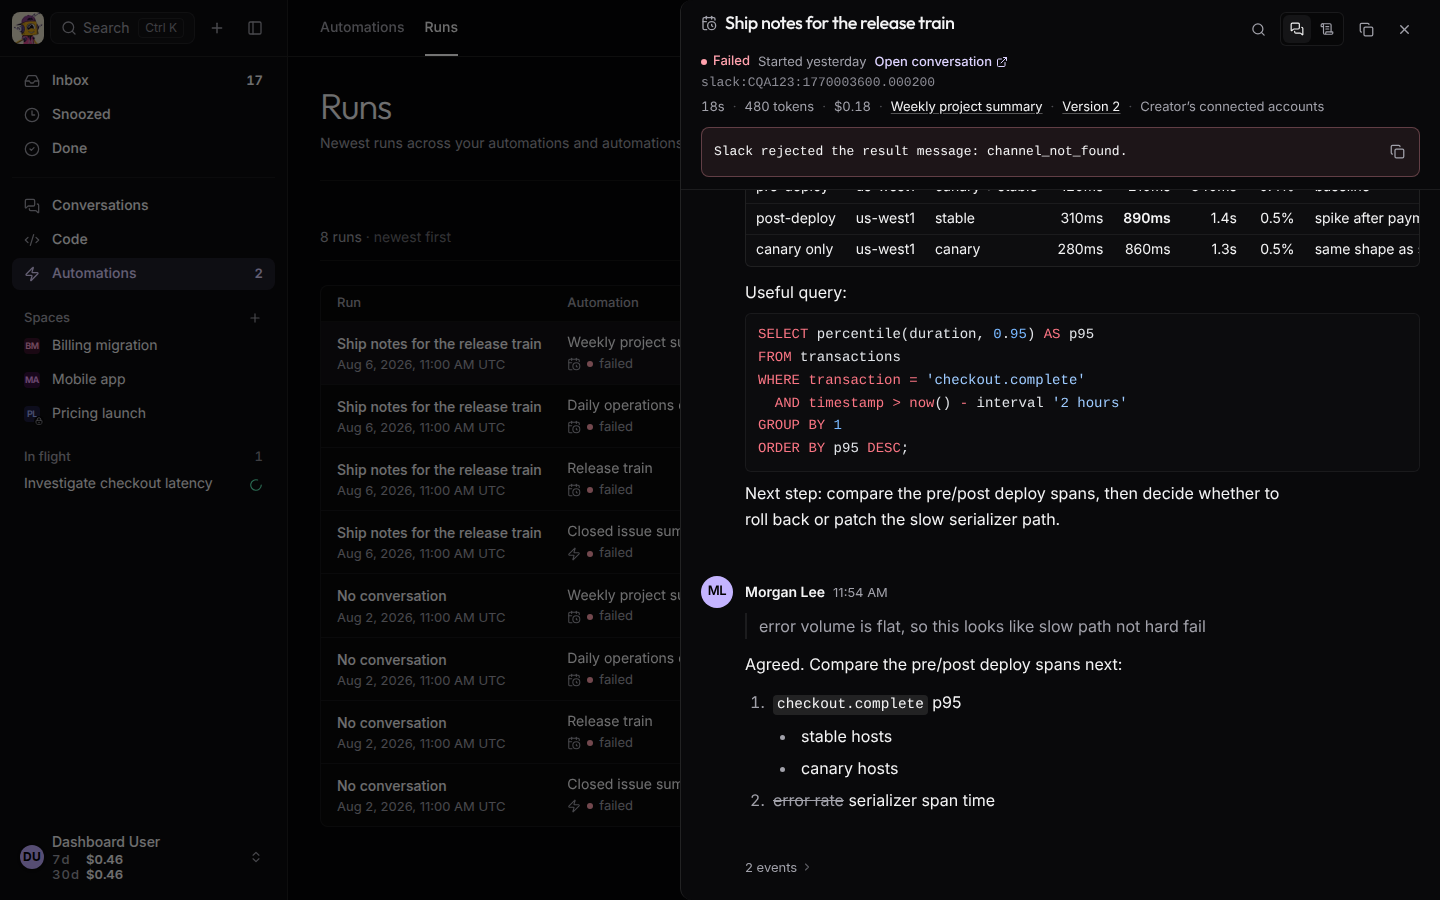 Search Ctrl K
Inbox 17
Snoozed
Done
Conversations
Code
Automations 2
Spaces
BM Billing migration
MA Mobile app
PL Pricing launch
In flight 1
Investigate checkout latency
DU Dashboard User
7d $0.46
30d $0.46
Automations Runs
Runs
Newest runs across your automations and automations
8 runs · newest first
Run Automation
Ship notes for the release train Weekly project su
Aug 6, 2026, 11:00 AM UTC failed
Ship notes for the release train Daily operations
Aug 6, 2026, 11:00 AM UTC failed
Ship notes for the release train Release train
Aug 6, 2026, 11:00 AM UTC failed
Ship notes for the release train Closed issue sum
Aug 6, 2026, 11:00 AM UTC failed
No conversation Weekly project su
Aug 2, 2026, 11:00 AM UTC failed
No conversation Daily operations
Aug 2, 2026, 11:00 AM UTC failed
No conversation Release train
Aug 2, 2026, 11:00 AM UTC failed
No conversation Closed issue sum
Aug 2, 2026, 11:00 AM UTC failed
Ship notes for the release train
Failed Started yesterday Open conversation
slack:CQA123:1770003600.000200
18s · 480 tokens · $0.18 · Weekly project summary · Version 2 · Creator's connected accounts
Slack rejected the result message: channel_not_found.
post-deploy us-west1 stable 310ms 890ms 1.4s 0.5% spike after paym
canary only us-west1 canary 280ms 860ms 1.3s 0.5% same shape as
Useful query:
SELECT percentile(duration, 0.95) AS p95
FROM transactions
WHERE transaction = 'checkout.complete'
AND timestamp > now() - interval '2 hours'
GROUP BY 1
ORDER BY p95 DESC;
Next step: compare the pre/post deploy spans, then decide whether to
roll back or patch the slow serializer path.
ML Morgan Lee 11:54 AM
error volume is flat, so this looks like slow path not hard fail
Agreed. Compare the pre/post deploy spans next:
1. checkout.complete p95
• stable hosts
• canary hosts
2. error rate serializer span time
2 events